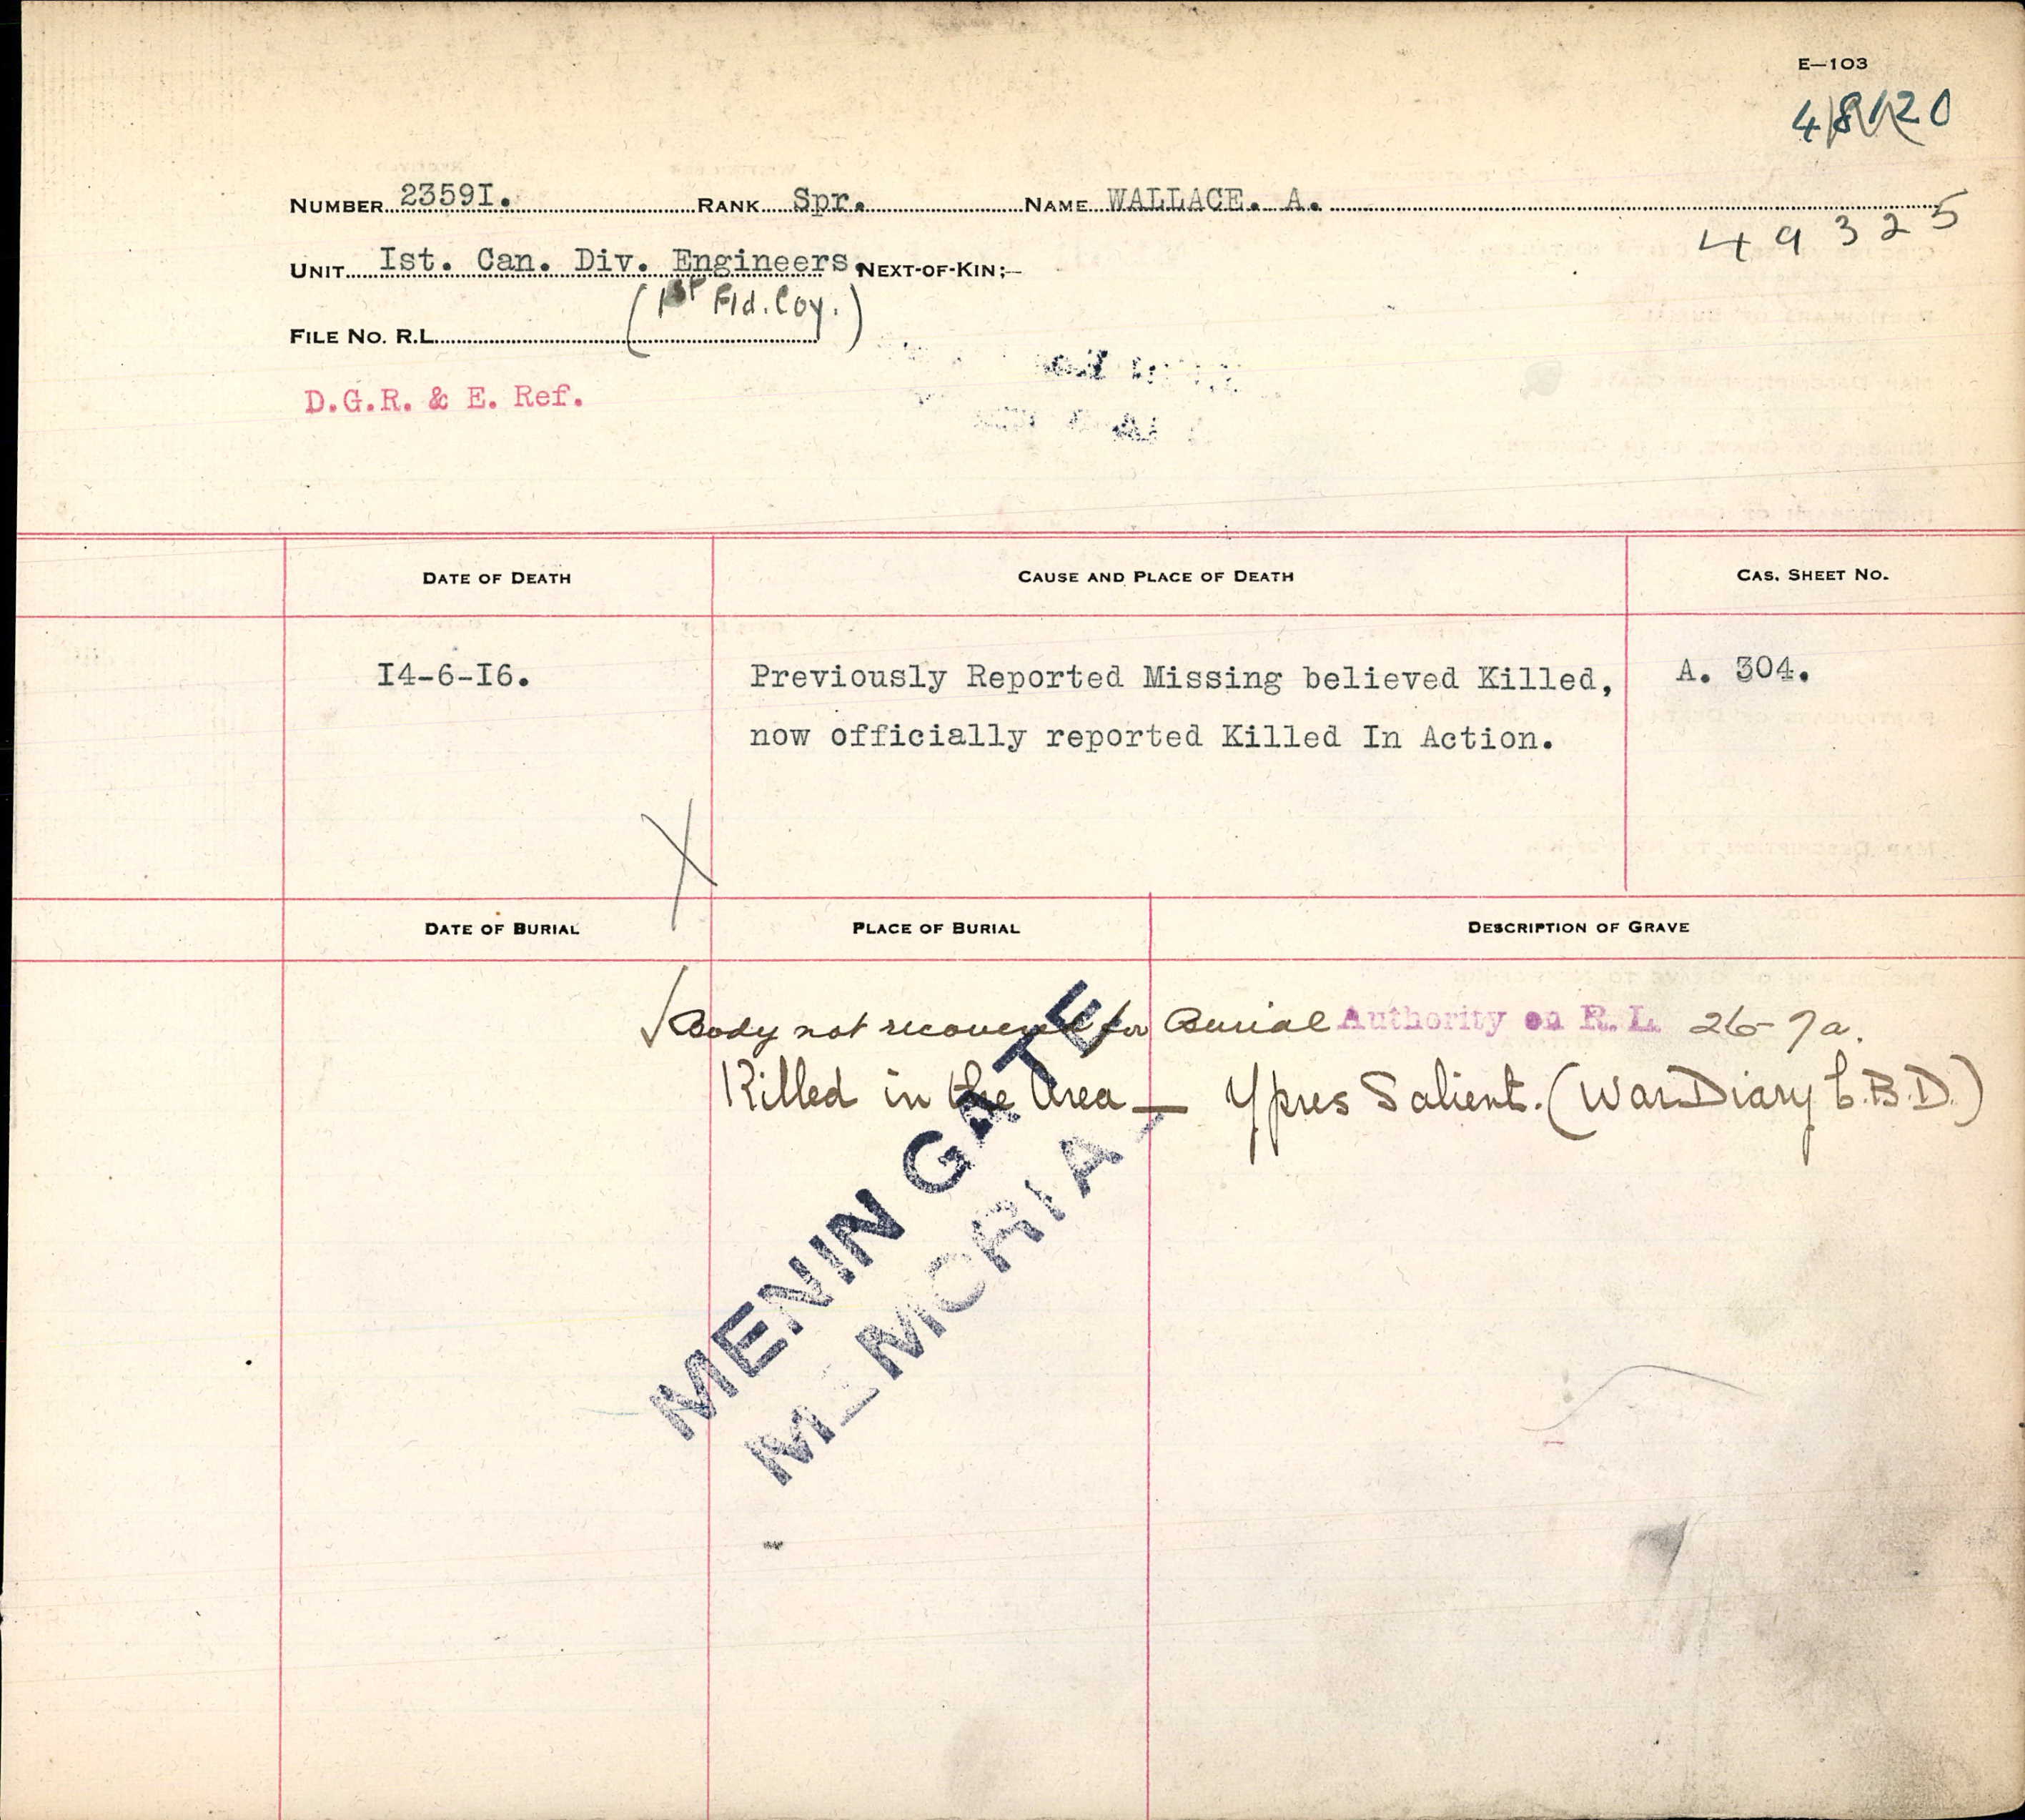 E—103
48120
NUMBER 2359I. RANK Spr. NAME WALLACE. A.
49325
UNIT Ist. Can. Div. Engineers. NEXT-OF-KIN:—
(1st Fld. Coy.)
FILE NO. R.L.
D.G.R. & E. Ref.
DATE OF DEATH CAUSE AND PLACE OF DEATH CAS. SHEET NO.
I4-6-I6. Previously Reported Missing believed Killed, A. 304.
now officially reported Killed In Action.
DATE OF BURIAL PLACE OF BURIAL DESCRIPTION OF GRAVE
Body not recovered for Burial Authority on R.L. 26-7a.
Killed in the Area — Ypres Salient. (War Diary C.B.D.)
MENIN GATE
MEMORIAL